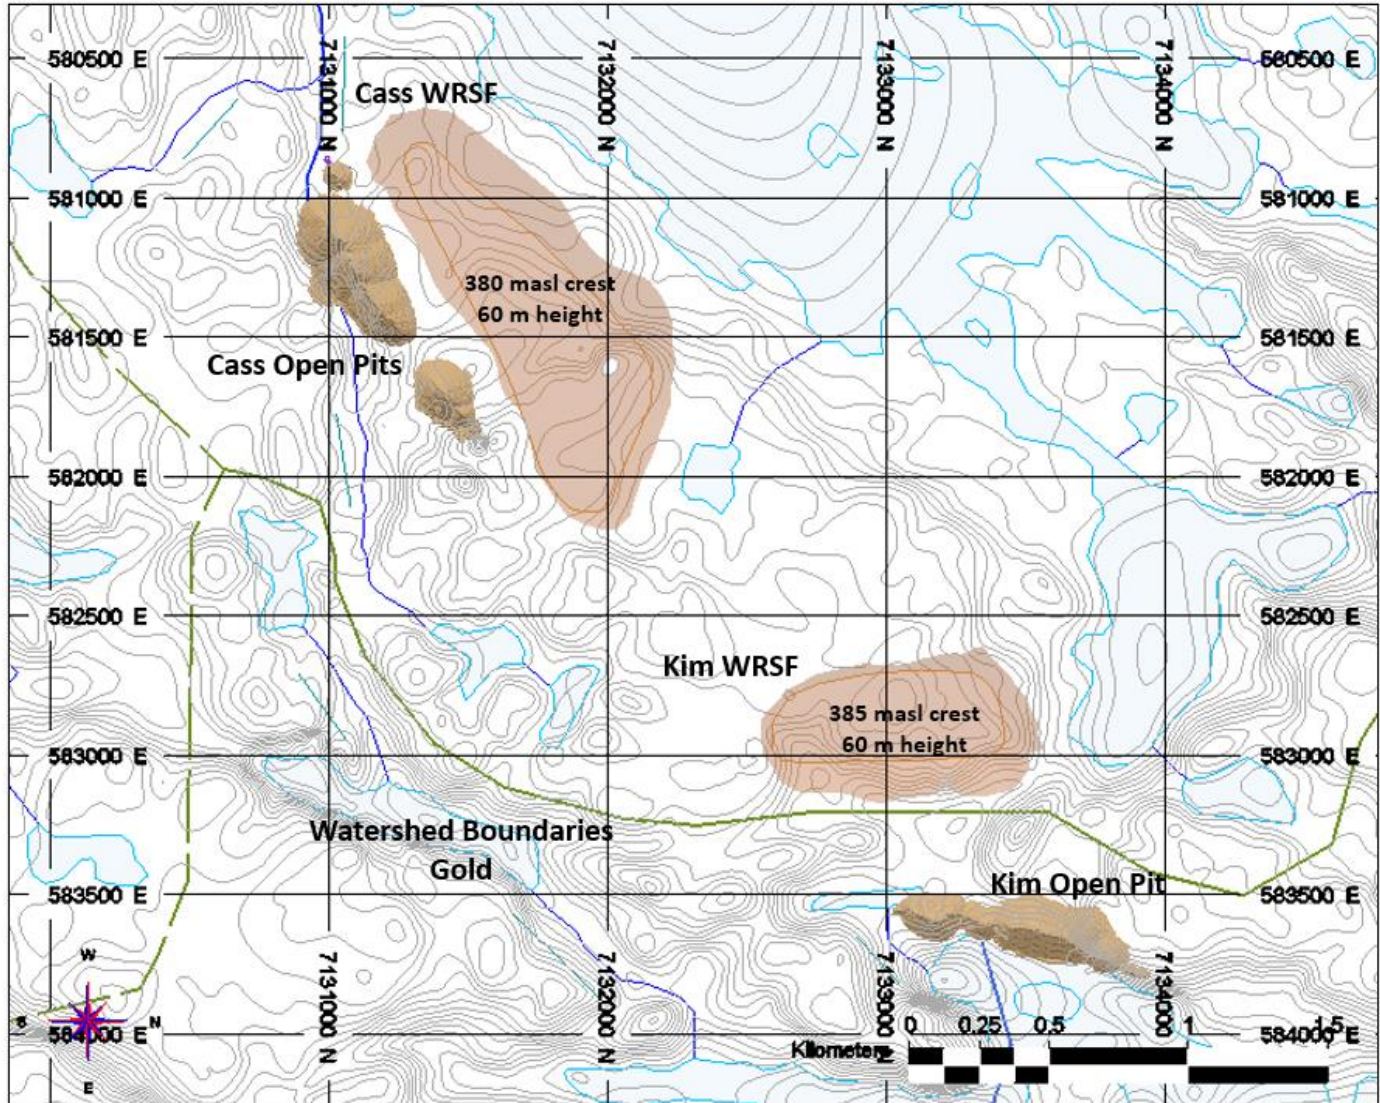 580500 E
7131000 N
7132000 N
7133000 N
7134000 N
580500 E
Cass WRSF
581000 E
581000 E
380 masl crest
60 m height
581500 E
581500 E
Cass Open Pits
582000 E
582000 E
582500 E
582500 E
Kim WRSF
385 masl crest
60 m height
583000 E
583000 E
Watershed Boundaries
Gold
Kim Open Pit
583500 E
583500 E
W
7131000 N
7132000 N
7133000 N
7134000 N
S
N
584000 E
584000 E
0 0.25 0.5 1 1.5
Kilometers
E